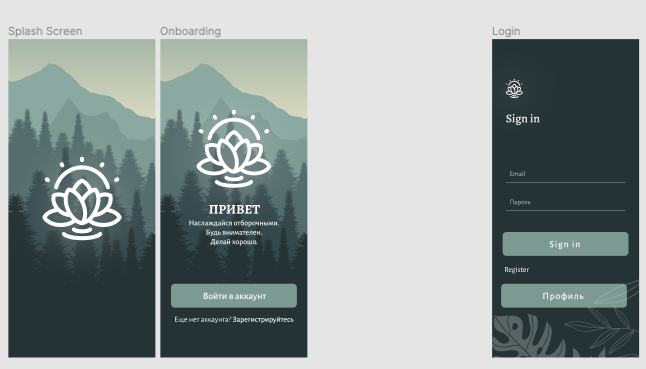 Splash Screen
Onboarding
Login
ПРИВЕТ
Наслаждайся отборочными.
Будь внимателен.
Делай хорошо.
Войти в аккаунт
Еще нет аккаунта? Зарегистрируйтесь
Sign in
Email
Пароль
Sign in
Register
Профиль